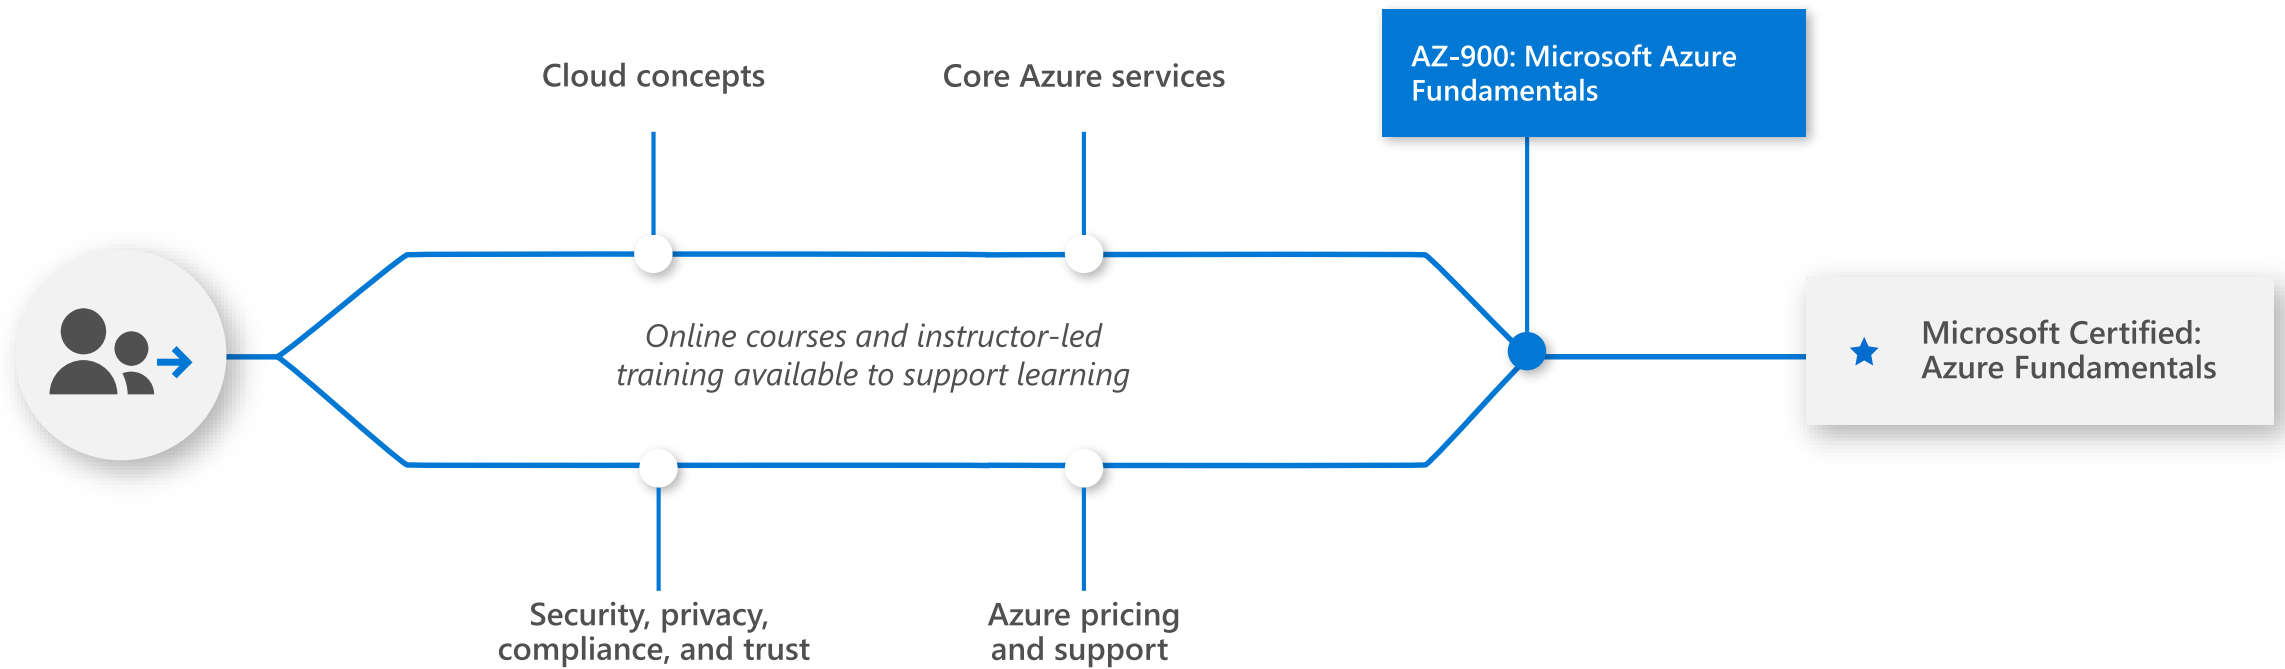 Cloud concepts
Core Azure services
AZ-900: Microsoft Azure
Fundamentals
Online courses and instructor-led
training available to support learning
Microsoft Certified:
Azure Fundamentals
Security, privacy,
compliance, and trust
Azure pricing
and support